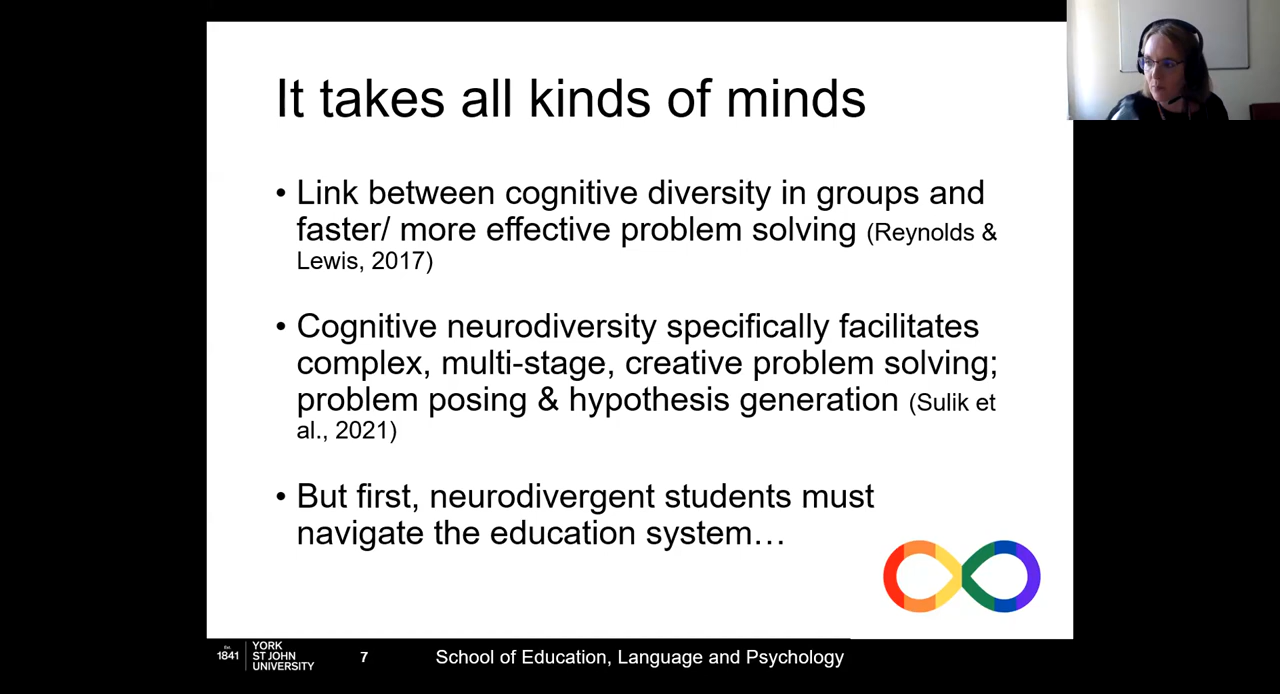 It takes all kinds of minds
• Link between cognitive diversity in groups and
faster/ more effective problem solving (Reynolds &
Lewis, 2017)
• Cognitive neurodiversity specifically facilitates
complex, multi-stage, creative problem solving;
problem posing & hypothesis generation (Sulik et
al., 2021)
• But first, neurodivergent students must
navigate the education system…
Est.
1841
YORK
ST JOHN
UNIVERSITY
7
School of Education, Language and Psychology